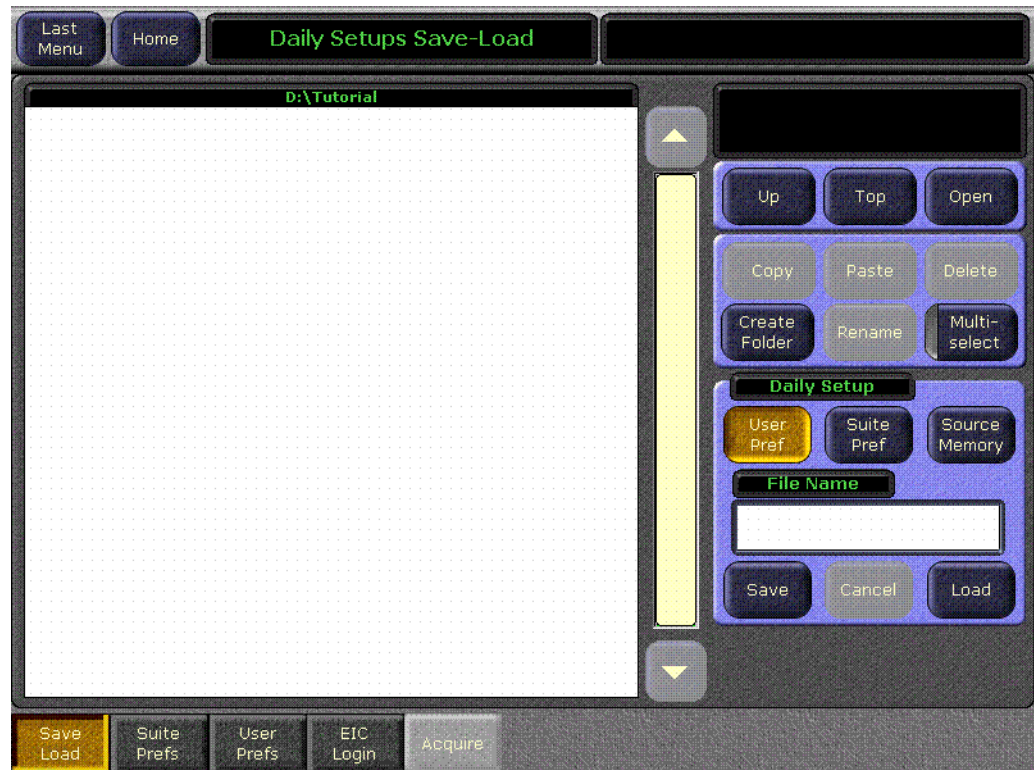 Last
Menu
Home
Daily Setups Save-Load
D:\Tutorial
Up
Top
Open
Copy
Paste
Delete
Create
Folder
Rename
Multi-
select
Daily Setup
User
Pref
Suite
Pref
Source
Memory
File Name
Save
Cancel
Load
Save
Load
Suite
Prefs
User
Prefs
EIC
Login
Acquire